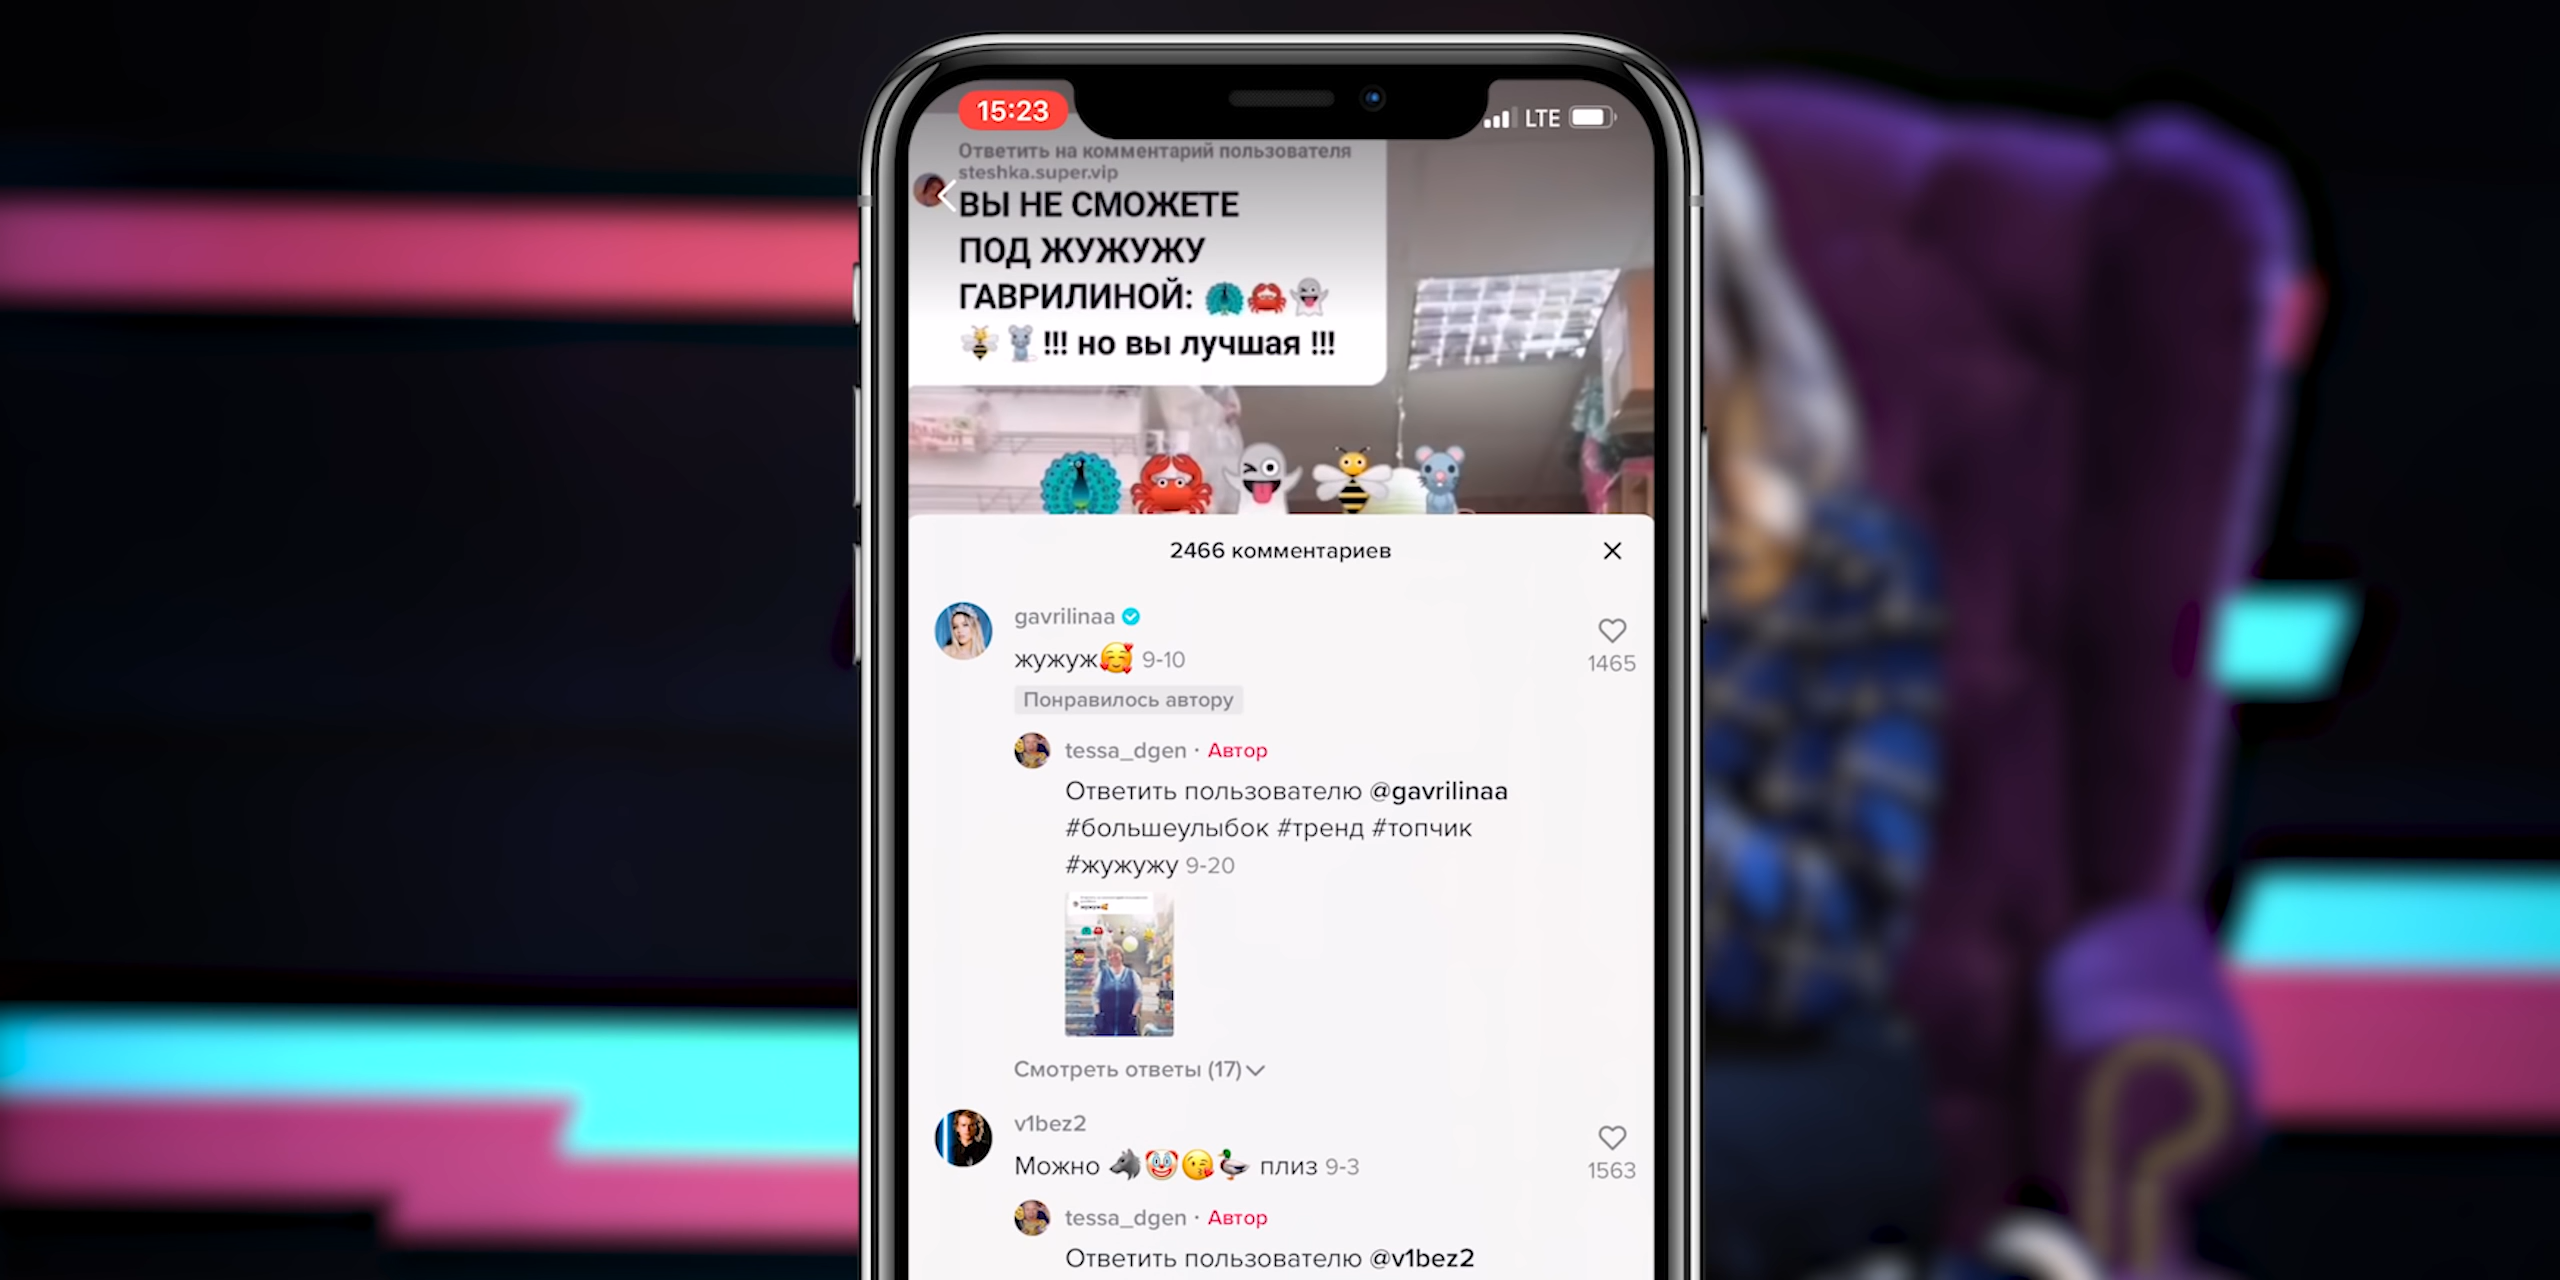 15:23
LTE
Ответить на комментарий пользователя
steshka.super.vip
ВЫ НЕ СМОЖЕТЕ
ПОД ЖУЖУЖУ
ГАВРИЛИНОЙ: 🦚🦀👻
🐝🐭!!! но вы лучшая !!!
🦚🦀👻🐝🐭
2466 комментариев
gavrilinaa
жужуж🥰 9-10
1465
Понравилось автору
tessa_dgen · Автор
Ответить пользователю @gavrilinaa
#большеулыбок #тренд #топчик
#жужужу 9-20
Смотреть ответы (17)
v1bez2
Можно 🐺🤡😘🦆 плиз 9-3
1563
tessa_dgen · Автор
Ответить пользователю @v1bez2